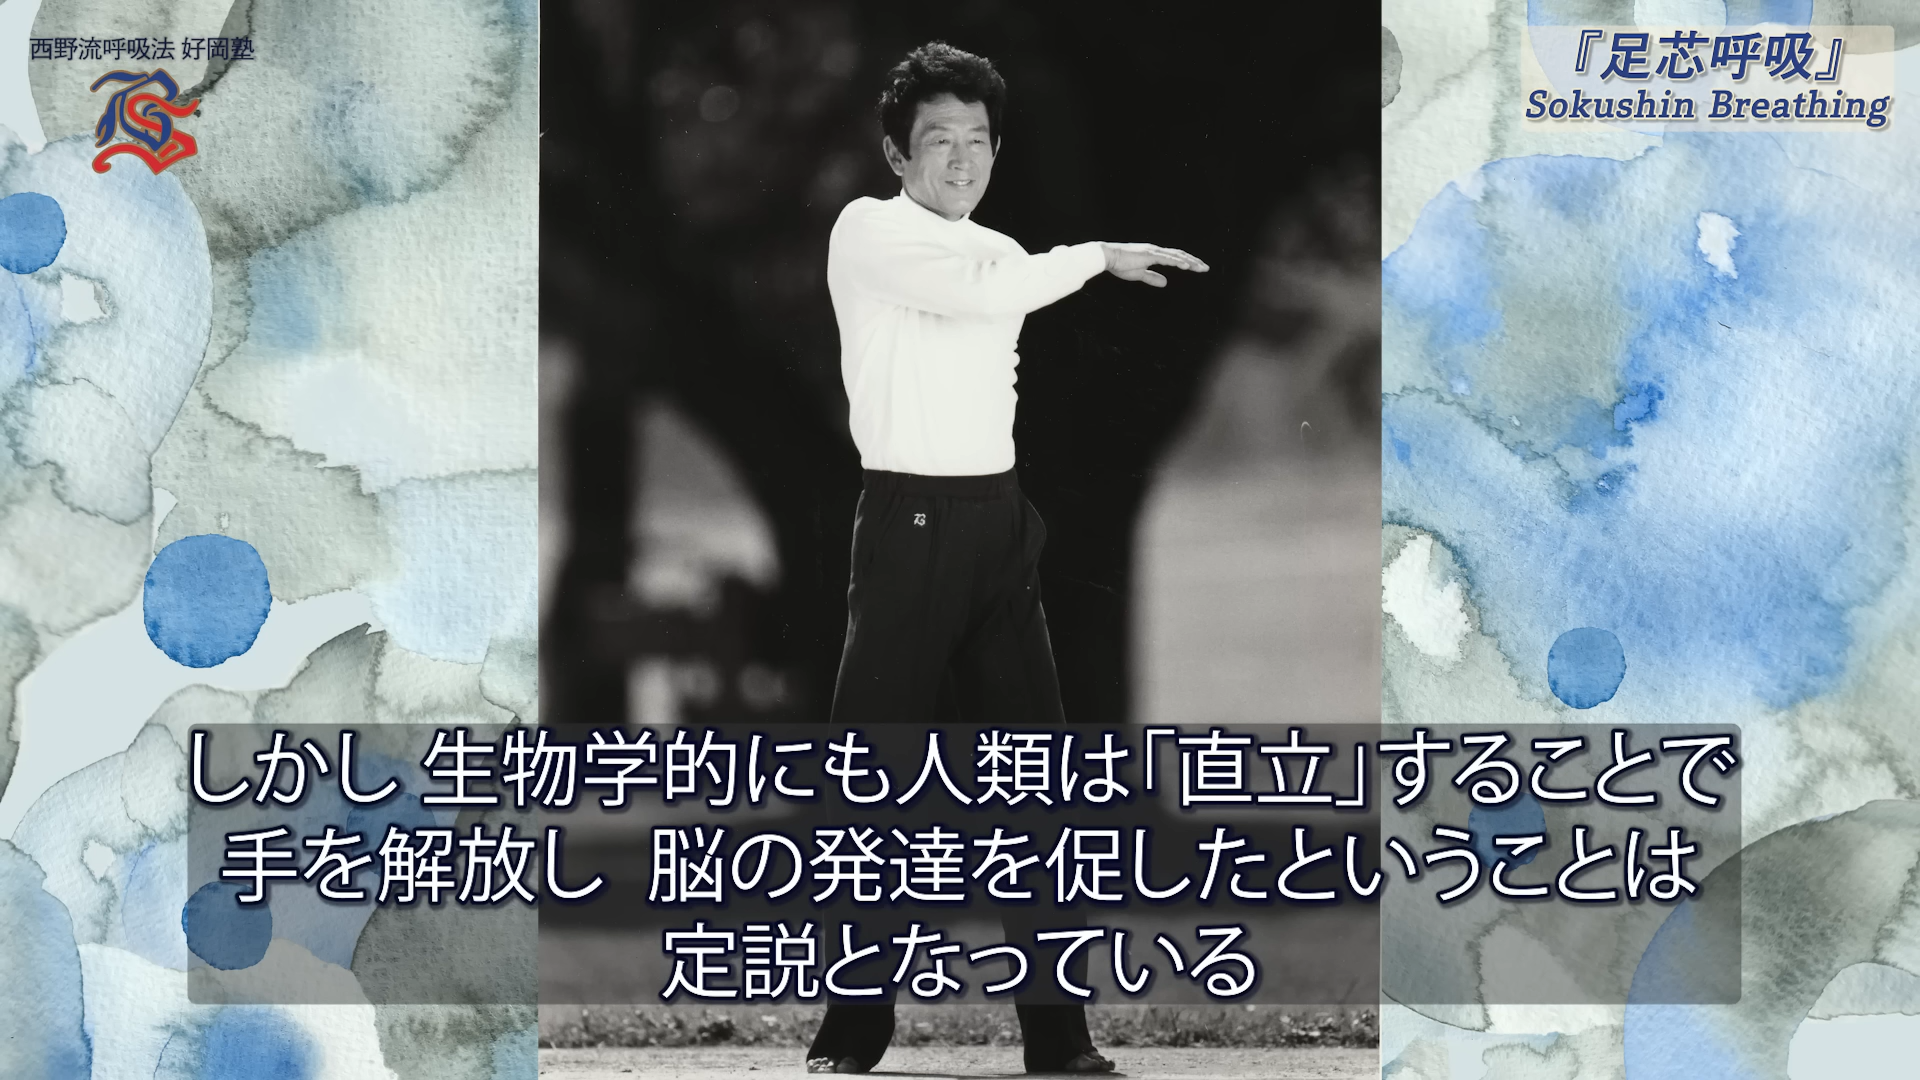 西野流呼吸法 好岡塾
『足芯呼吸』
Sokushin Breathing
しかし 生物学的にも人類は「直立」することで
手を解放し 脳の発達を促したということは
定説となっている